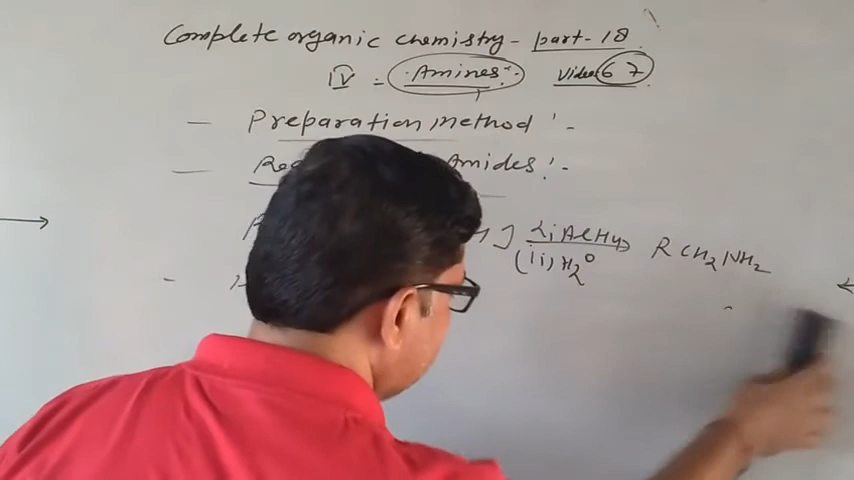 Complete organic chemistry - part-18
IV = Amines video 67
- Preparation method :-
- Amides :-
LiAlH4 RCH2NH2
(ii) H2O